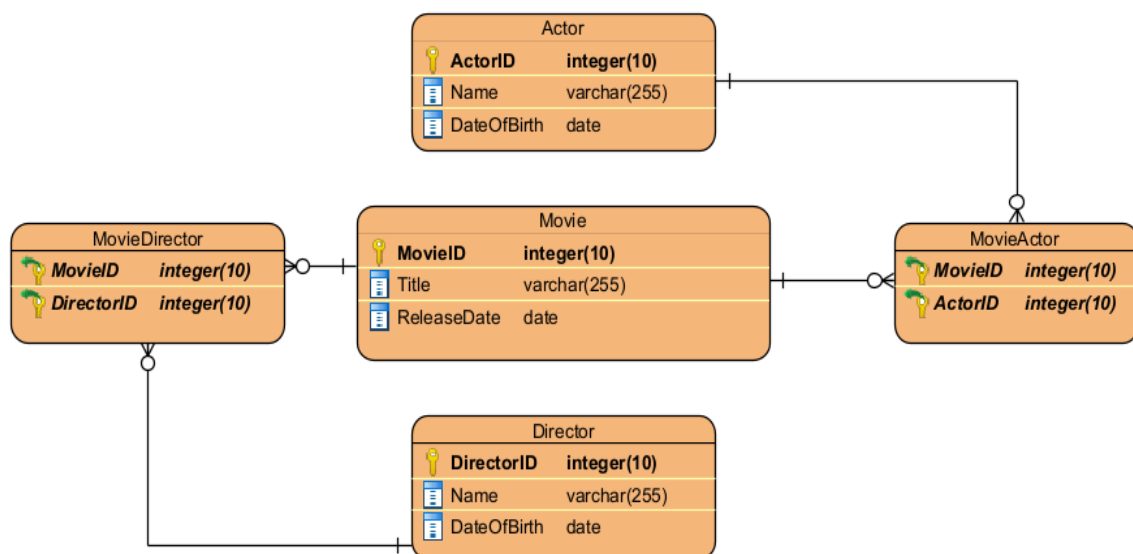 Actor
ActorID integer(10)
Name varchar(255)
DateOfBirth date
MovieDirector
MovieID integer(10)
DirectorID integer(10)
Movie
MovieID integer(10)
Title varchar(255)
ReleaseDate date
MovieActor
MovieID integer(10)
ActorID integer(10)
Director
DirectorID integer(10)
Name varchar(255)
DateOfBirth date